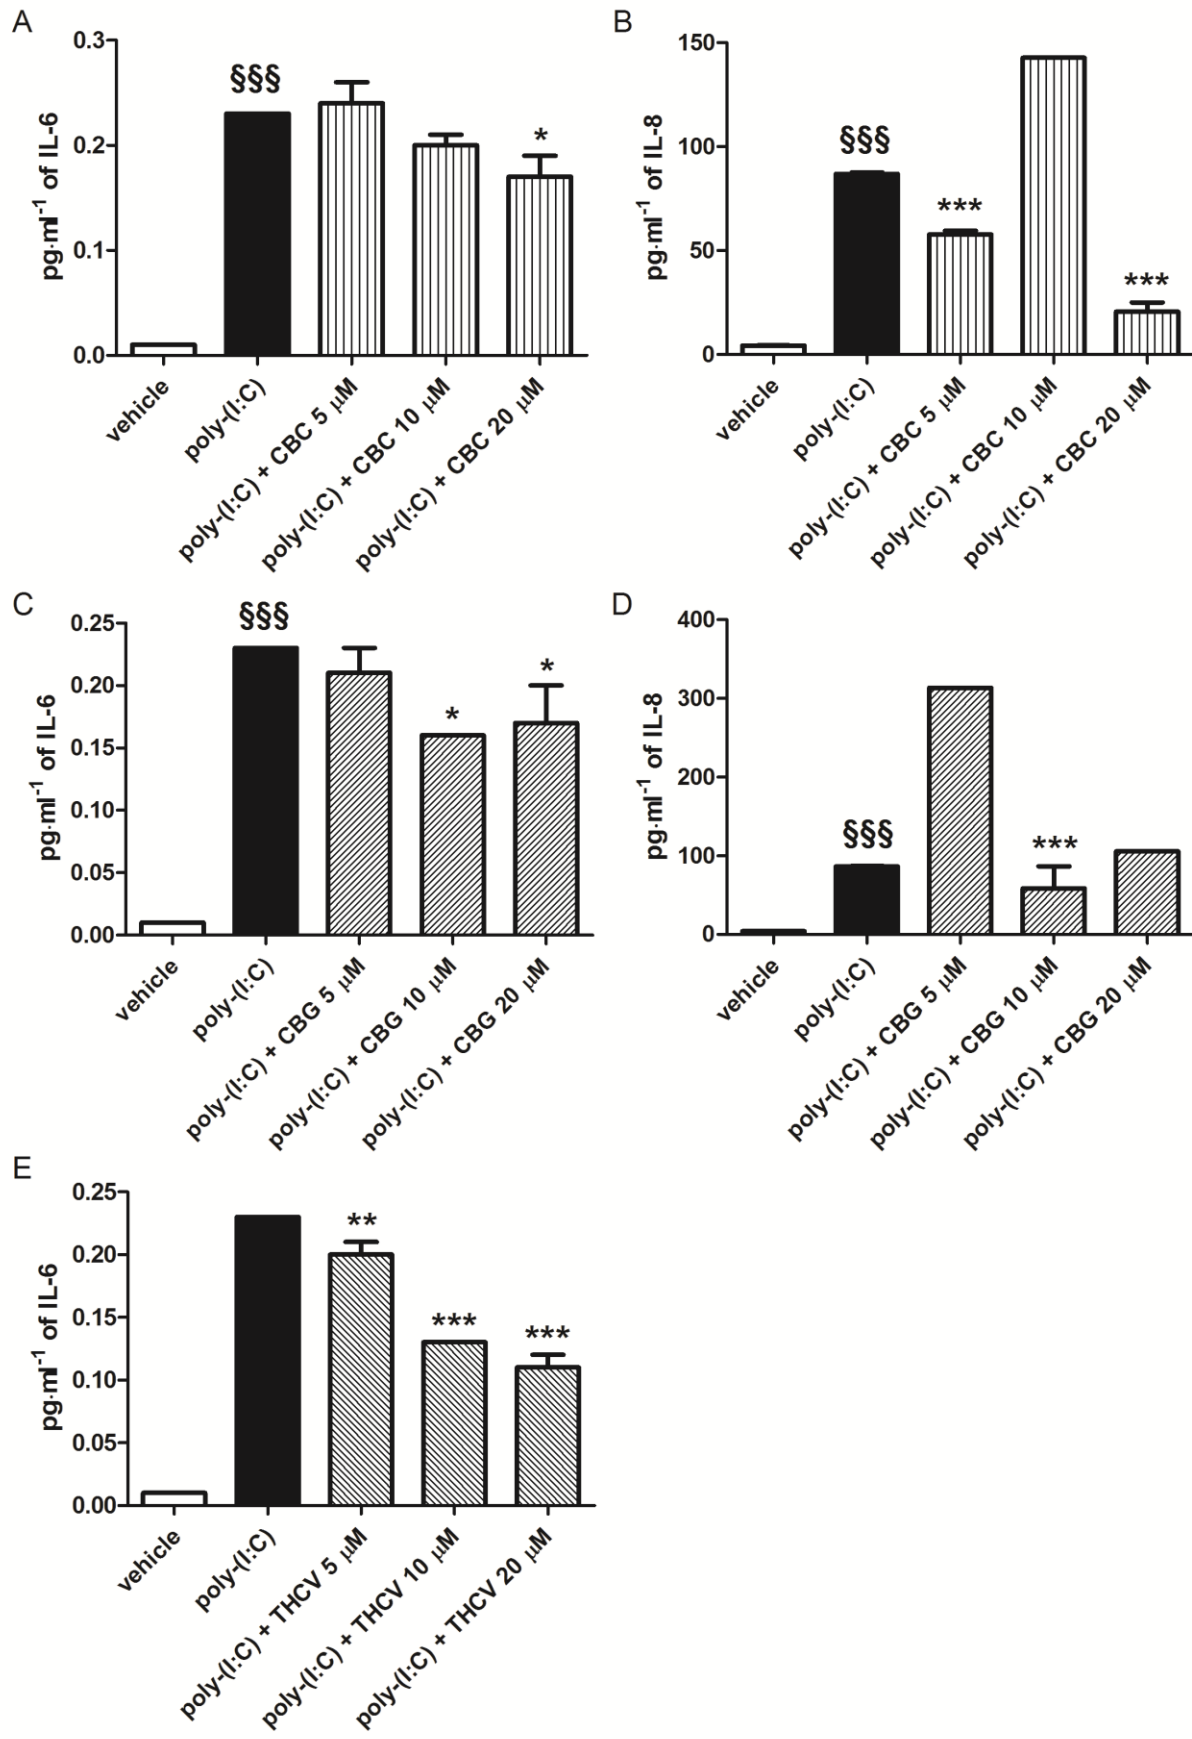 A
pg·ml⁻¹ of IL-6
0.3
0.2
0.1
0.0
§§§
*
vehicle
poly-(I:C)
poly-(I:C) + CBC 5 μM
poly-(I:C) + CBC 10 μM
poly-(I:C) + CBC 20 μM
B
pg·ml⁻¹ of IL-8
150
100
50
0
§§§
***
***
vehicle
poly-(I:C)
poly-(I:C) + CBC 5 μM
poly-(I:C) + CBC 10 μM
poly-(I:C) + CBC 20 μM
C
pg·ml⁻¹ of IL-6
0.25
0.20
0.15
0.10
0.05
0.00
§§§
*
*
vehicle
poly-(I:C)
poly-(I:C) + CBG 5 μM
poly-(I:C) + CBG 10 μM
poly-(I:C) + CBG 20 μM
D
pg·ml⁻¹ of IL-8
400
300
200
100
0
§§§
***
vehicle
poly-(I:C)
poly-(I:C) + CBG 5 μM
poly-(I:C) + CBG 10 μM
poly-(I:C) + CBG 20 μM
E
pg·ml⁻¹ of IL-6
0.25
0.20
0.15
0.10
0.05
0.00
**
***
***
vehicle
poly-(I:C)
poly-(I:C) + THCV 5 μM
poly-(I:C) + THCV 10 μM
poly-(I:C) + THCV 20 μM